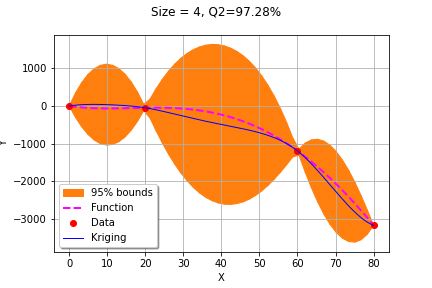 Size = 4, Q2=97.28%
1000
0
−1000
−2000
−3000
Y
95% bounds
Function
Data
Kriging
0 10 20 30 40 50 60 70 80
X